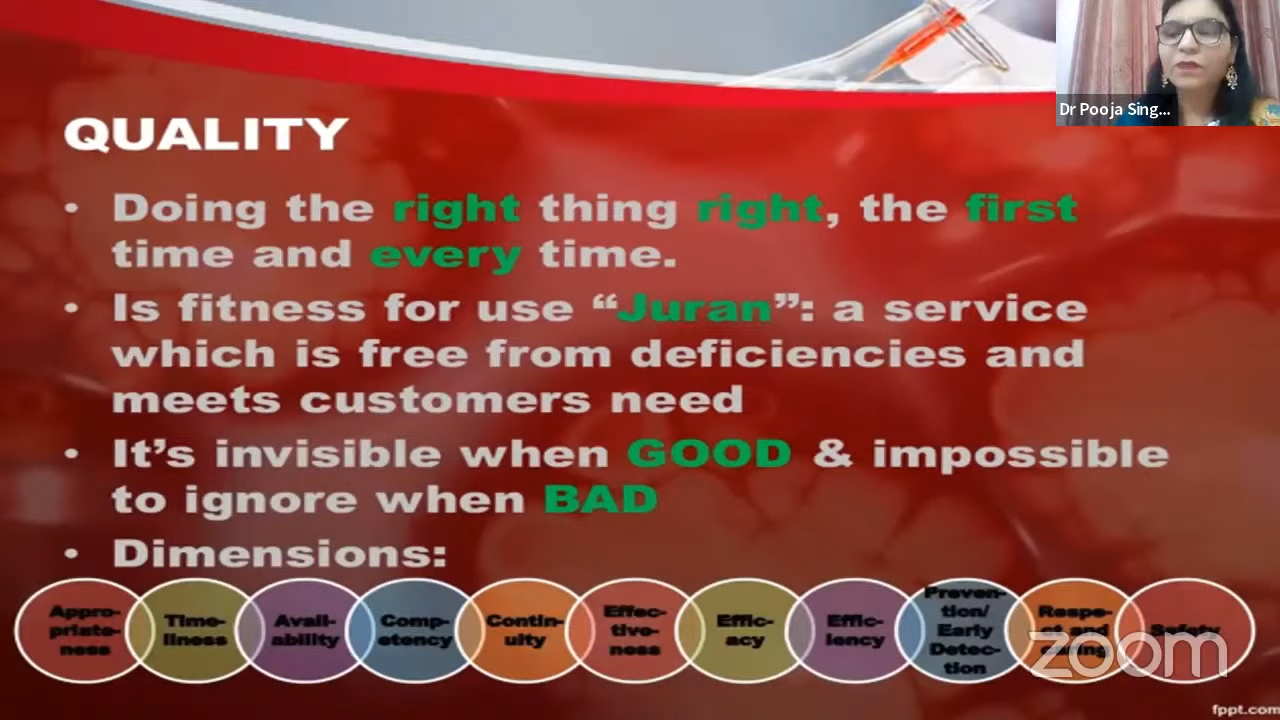 Dr Pooja Sing...
QUALITY
• Doing the right thing right, the first
time and every time.
• Is fitness for use “Juran”: a service
which is free from deficiencies and
meets customers need
• It’s invisible when GOOD & impossible
to ignore when BAD
• Dimensions:
Appro-
priate-
ness
Time-
liness
Avail-
ability
Comp-
etency
Contin-
uity
Effec-
tive-
ness
Effic-
acy
Effic-
iency
Preven-
tion/
Early
Detec-
tion
Respe-
ct and
caring
Safety
zoom
fppt.com